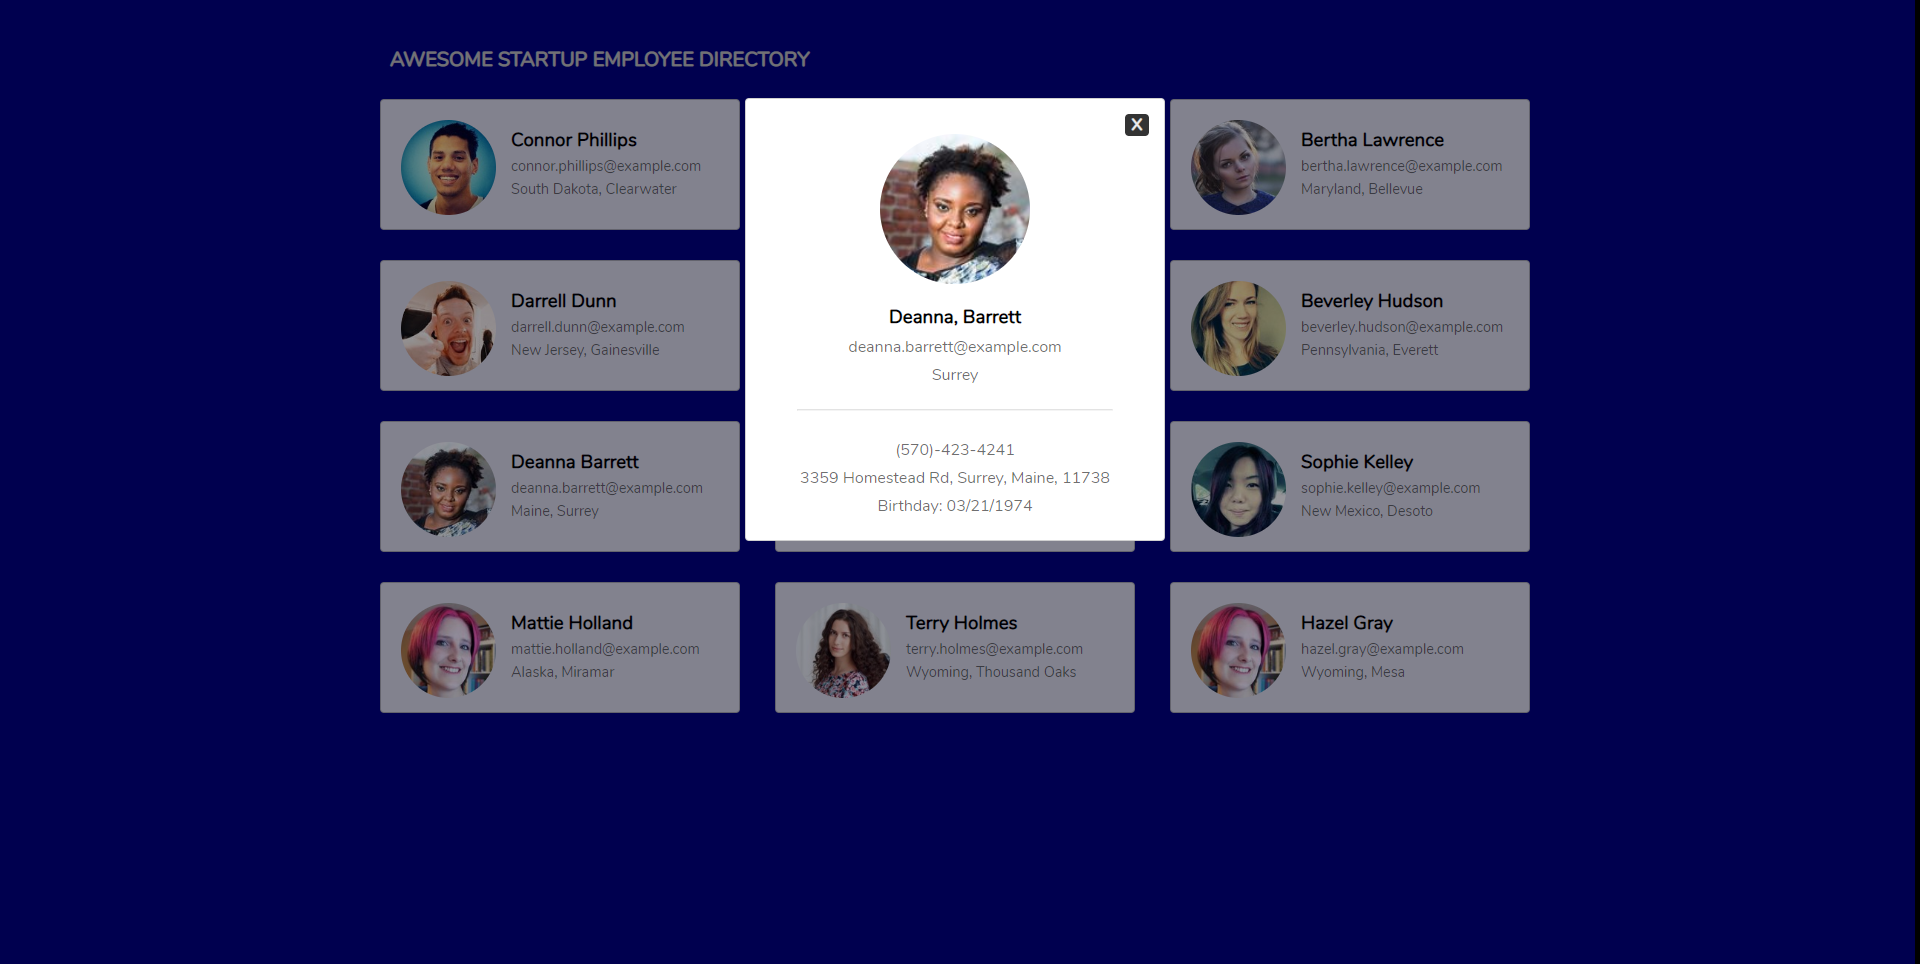 AWESOME STARTUP EMPLOYEE DIRECTORY
Connor Phillips
connor.phillips@example.com
South Dakota, Clearwater
X
Deanna, Barrett
deanna.barrett@example.com
Surrey
(570)-423-4241
3359 Homestead Rd, Surrey, Maine, 11738
Birthday: 03/21/1974
Bertha Lawrence
bertha.lawrence@example.com
Maryland, Bellevue
Darrell Dunn
darrell.dunn@example.com
New Jersey, Gainesville
Beverley Hudson
beverley.hudson@example.com
Pennsylvania, Everett
Deanna Barrett
deanna.barrett@example.com
Maine, Surrey
Sophie Kelley
sophie.kelley@example.com
New Mexico, Desoto
Mattie Holland
mattie.holland@example.com
Alaska, Miramar
Terry Holmes
terry.holmes@example.com
Wyoming, Thousand Oaks
Hazel Gray
hazel.gray@example.com
Wyoming, Mesa